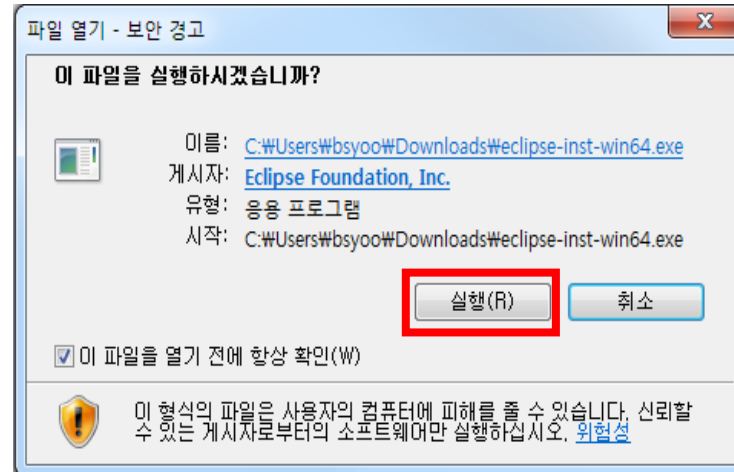 파일 열기 - 보안 경고
이 파일을 실행하시겠습니까?
이름: C:₩Users₩bsyoo₩Downloads₩eclipse-inst-win64.exe
게시자: Eclipse Foundation, Inc.
유형: 응용 프로그램
시작: C:₩Users₩bsyoo₩Downloads₩eclipse-inst-win64.exe
실행(R) 취소
이 파일을 열기 전에 항상 확인(W)
이 형식의 파일은 사용자의 컴퓨터에 피해를 줄 수 있습니다. 신뢰할
수 있는 게시자로부터의 소프트웨어만 실행하십시오. 위험성